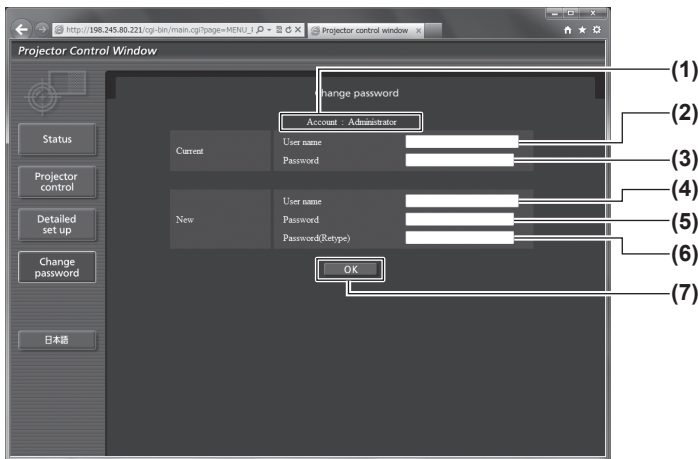 http://198.245.80.221/cgi-bin/main.cgi?page=MENU_I
Projector control window
Projector Control Window
Change password
(1)
Account : Administrator
Current
User name
(2)
Password
(3)
New
User name
(4)
Password
(5)
Password(Retype)
(6)
OK
(7)
Status
Projector
control
Detailed
set up
Change
password
日本語